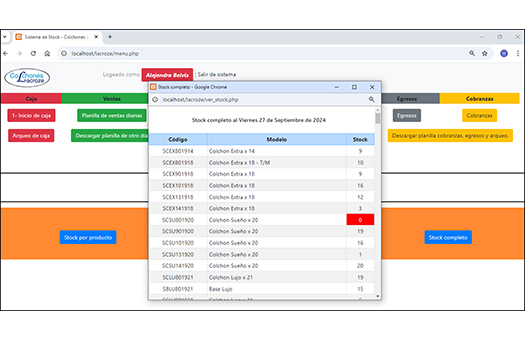 Sistema de Stock - Colchones
localhost/lacroze/menu.php
Colchones
Lacroze
Logeado como: Alejandro Belvis | Salir de sistema
Caja
Ventas
Egresos
Cobranzas
1- Inicio de caja
Planilla de ventas diarias
Egresos
Cobranzas
Arqueo de caja
Descargar planilla de otro día
Descargar planilla cobranzas, egresos y arqueo.
Stock por producto
Stock completo
Stock completo - Google Chrome
localhost/lacroze/ver_stock.php
Stock completo al Viernes 27 de Septiembre de 2024
Código Modelo Stock
SCEX801914 Colchon Extra x 14 9
SCEX801918 Colchon Extra x 18 - T/M 10
SCEX901918 Colchon Extra x 18 9
SCEX101918 Colchon Extra x 18 16
SCEX131918 Colchon Extra x 18 12
SCEX141918 Colchon Extra x 18 3
SCSU801920 Colchon Sueño x 20 0
SCSU901920 Colchon Sueño x 20 19
SCSU101920 Colchon Sueño x 20 16
SCSU131920 Colchon Sueño x 20 1
SCSU141920 Colchon Sueño x 20 20
SCLU801921 Colchon Lujo x 21 19
SBLU801921 Base Lujo 15